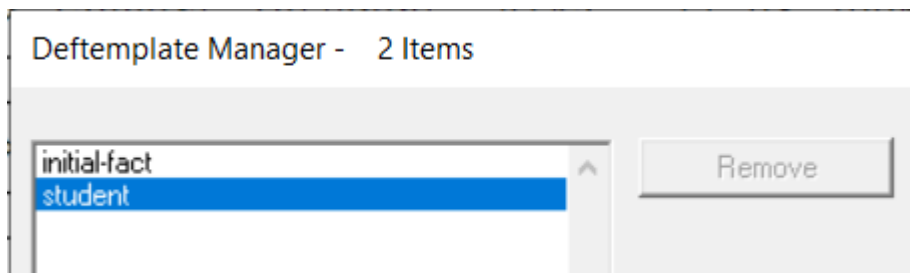 Deftemplate Manager - 2 Items
initial-fact
Remove
student